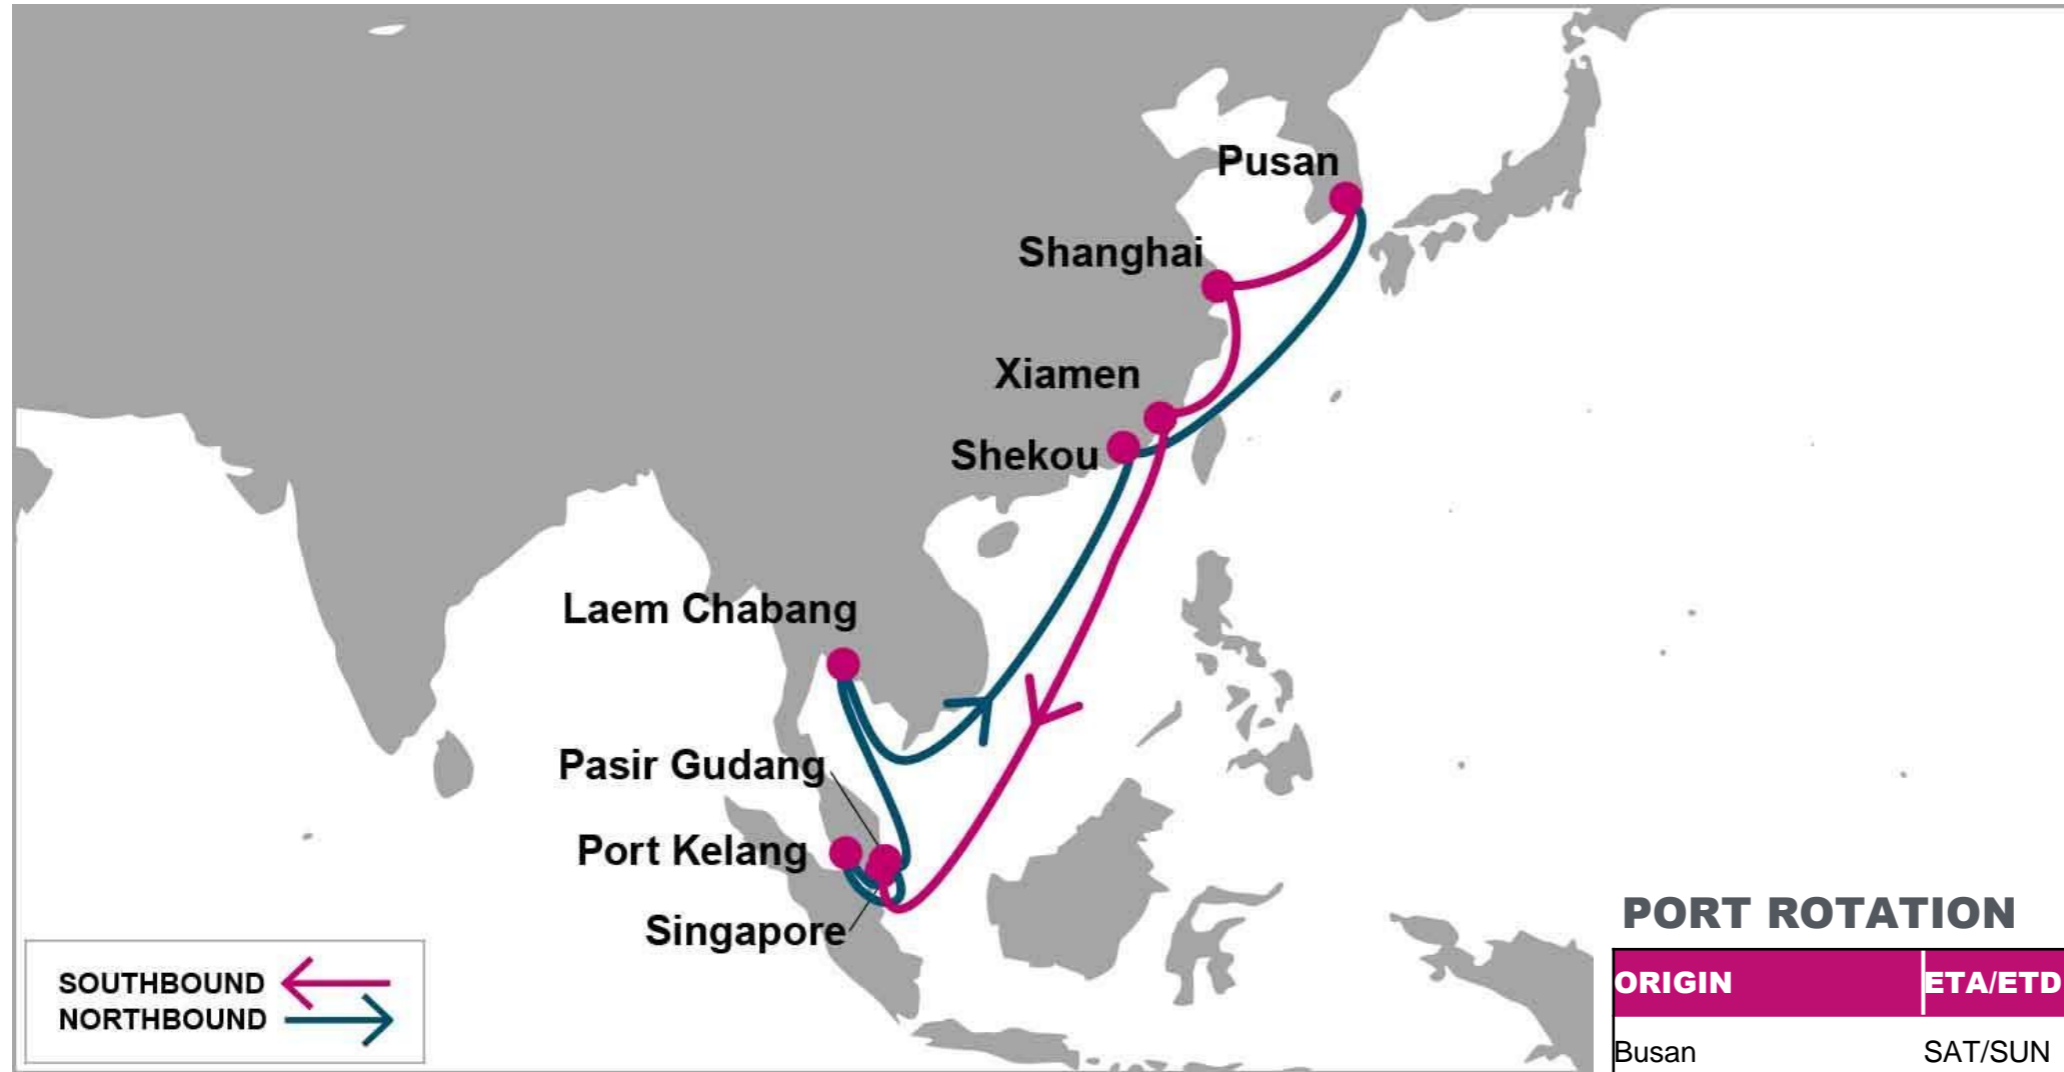 Pusan
Shanghai
Xiamen
Shekou
Laem Chabang
Pasir Gudang
Port Kelang
Singapore
SOUTHBOUND
NORTHBOUND
PORT ROTATION
ORIGIN ETA/ETD
Busan SAT/SUN